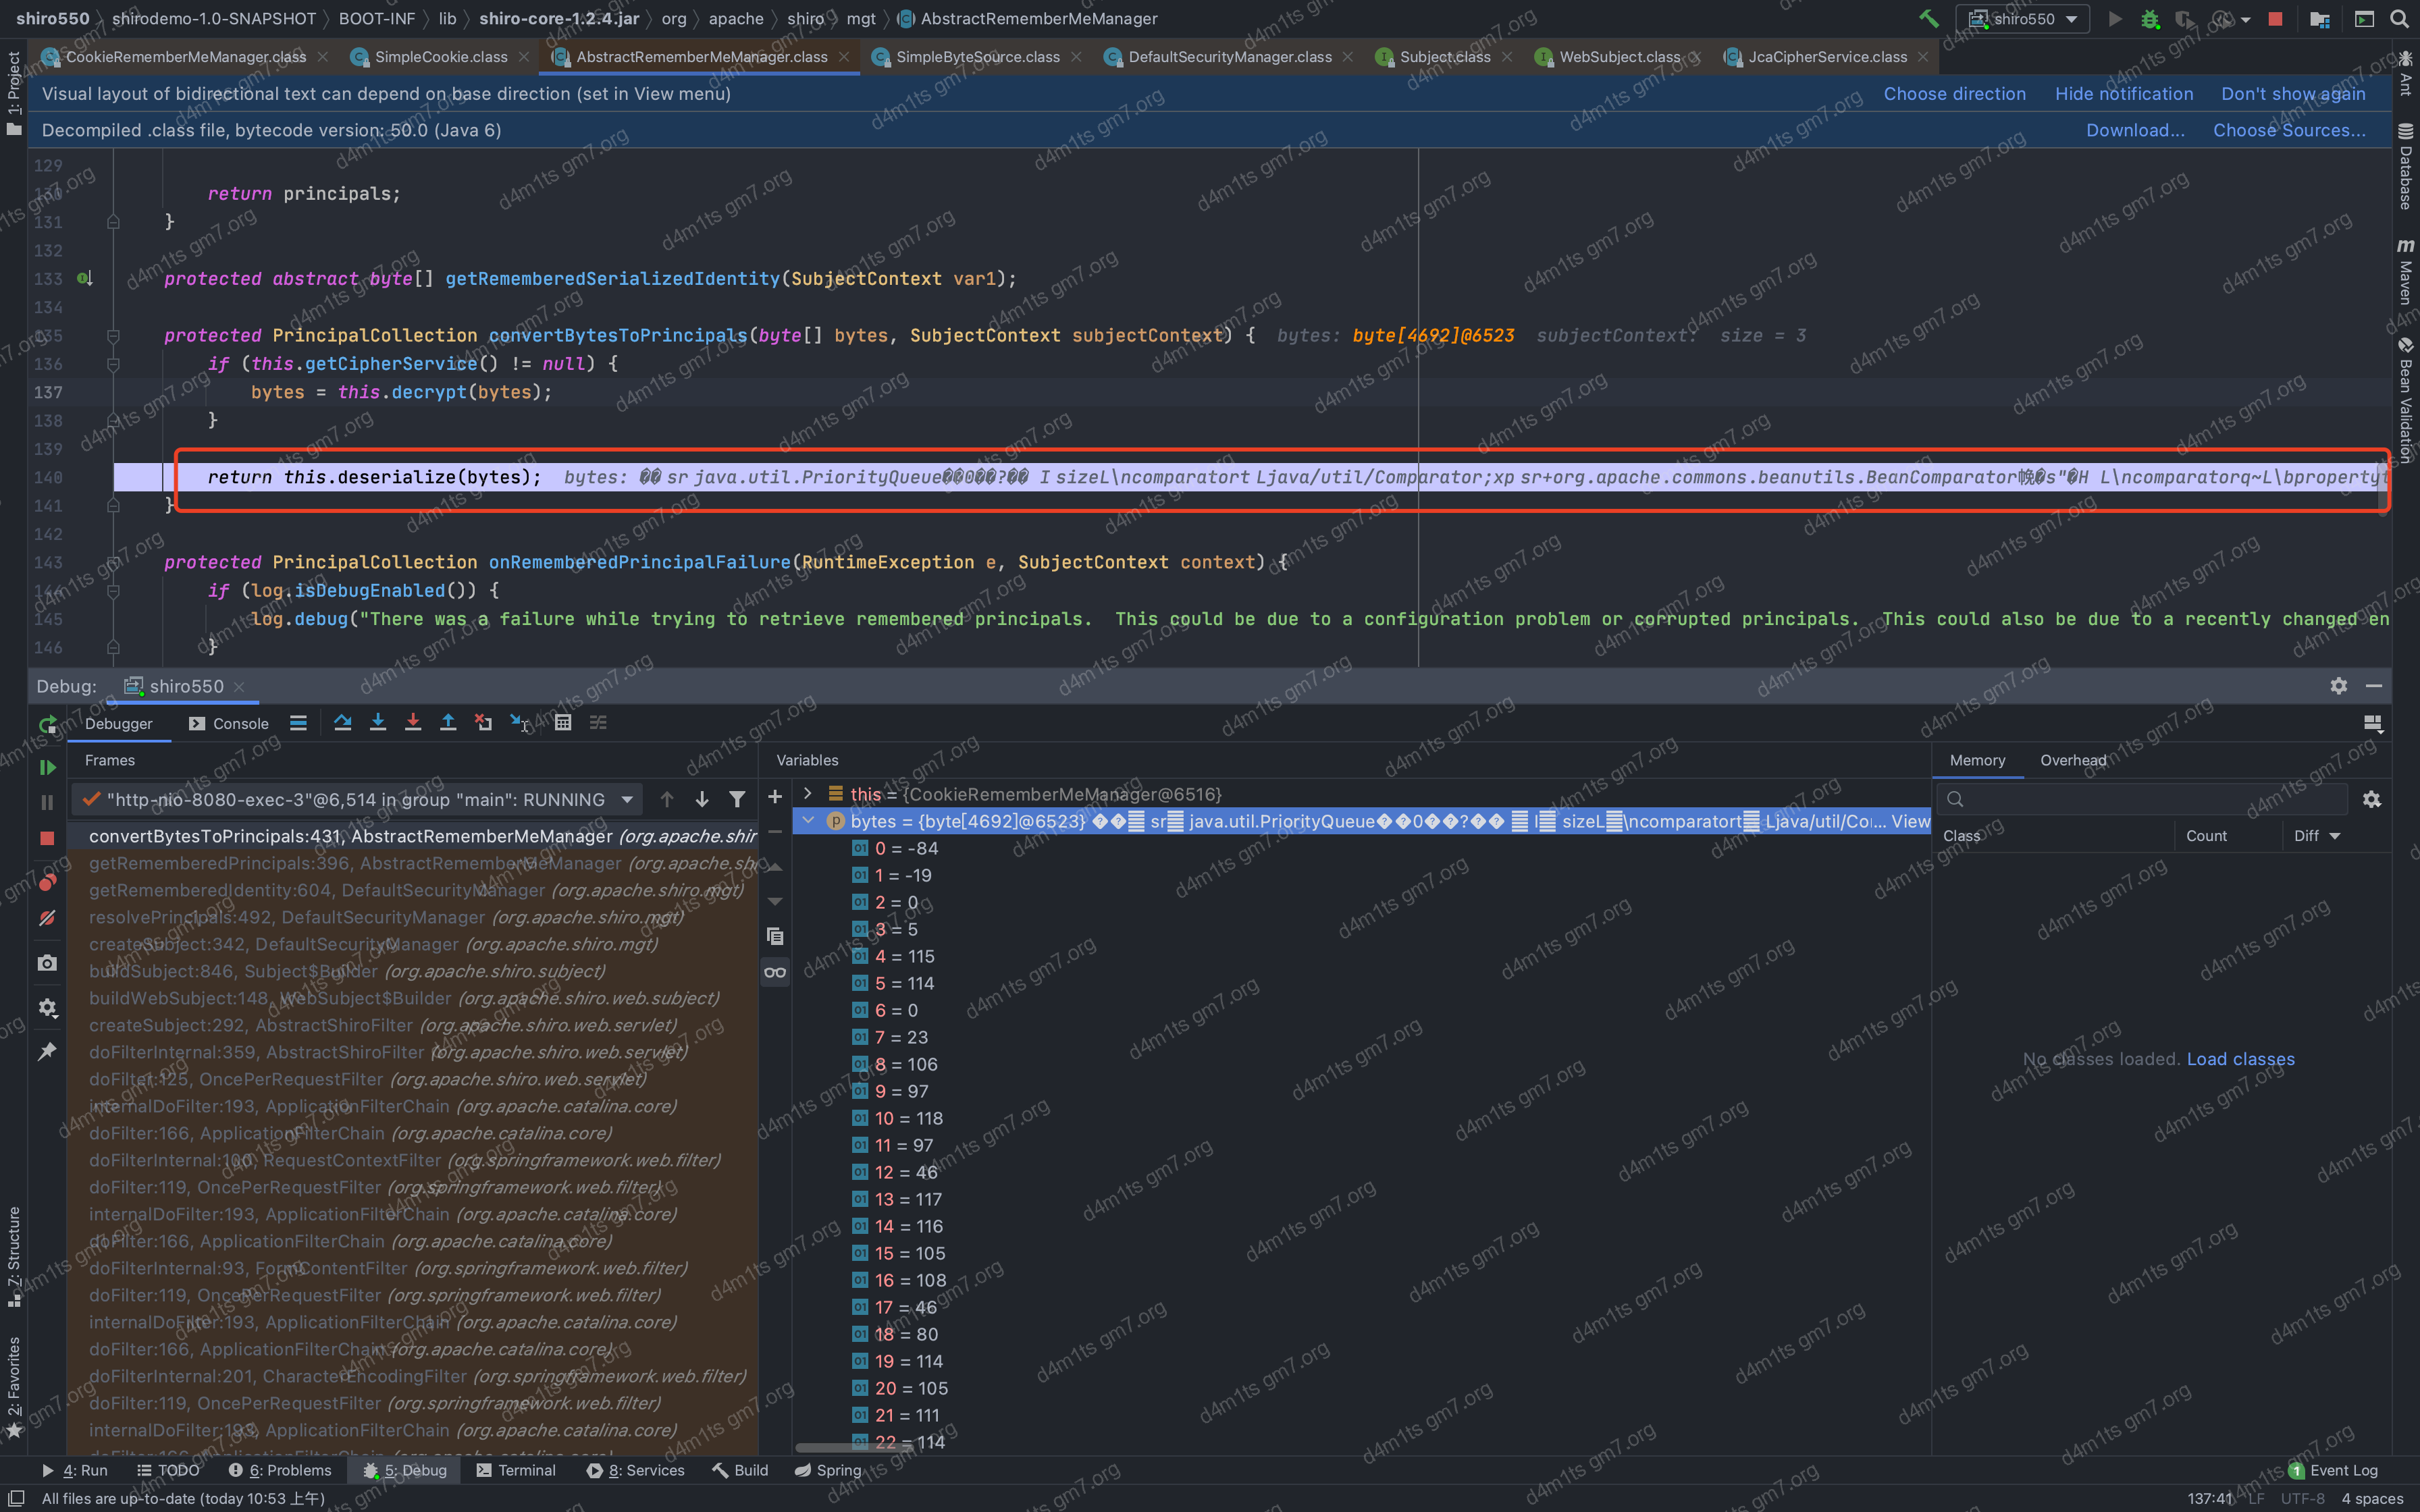 shiro550 shirodemo-1.0-SNAPSHOT BOOT-INF lib shiro-core-1.2.4.jar org apache shiro mgt AbstractRememberMeManager
shiro550
CookieRememberMeManager.class SimpleCookie.class AbstractRememberMeManager.class SimpleByteSource.class DefaultSecurityManager.class Subject.class WebSubject.class JcaCipherService.class
Visual layout of bidirectional text can depend on base direction (set in View menu) Choose direction Hide notification Don't show again
Decompiled .class file, bytecode version: 50.0 (Java 6) Download... Choose Sources...
129
130 return principals;
131 }
132
133 protected abstract byte[] getRememberedSerializedIdentity(SubjectContext var1);
134
135 protected PrincipalCollection convertBytesToPrincipals(byte[] bytes, SubjectContext subjectContext) { bytes: byte[4692]@6523 subjectContext: size = 3
136 if (this.getCipherService() != null) {
137 bytes = this.decrypt(bytes);
138 }
139
140 return this.deserialize(bytes); bytes: �� sr java.util.PriorityQueue��0��?�� I sizeL\ncomparatort Ljava/util/Comparator;xp sr+org.apache.commons.beanutils.BeanComparator �s"�H L\ncomparatorq~L\bpropertyt
141 }
142
143 protected PrincipalCollection onRememberedPrincipalFailure(RuntimeException e, SubjectContext context) {
144 if (log.isDebugEnabled()) {
145 log.debug("There was a failure while trying to retrieve remembered principals.  This could be due to a configuration problem or corrupted principals.  This could also be due to a recently changed en
146 }
Debug: shiro550
Debugger Console
Frames
"http-nio-8080-exec-3"@6,514 in group "main": RUNNING
convertBytesToPrincipals:431, AbstractRememberMeManager (org.apache.shir
getRememberedPrincipals:396, AbstractRememberMeManager (org.apache.sh
getRememberedIdentity:604, DefaultSecurityManager (org.apache.shiro.mgt)
resolvePrincipals:492, DefaultSecurityManager (org.apache.shiro.mgt)
createSubject:342, DefaultSecurityManager (org.apache.shiro.mgt)
buildSubject:846, Subject$Builder (org.apache.shiro.subject)
buildWebSubject:148, WebSubject$Builder (org.apache.shiro.web.subject)
createSubject:292, AbstractShiroFilter (org.apache.shiro.web.servlet)
doFilterInternal:359, AbstractShiroFilter (org.apache.shiro.web.servlet)
doFilter:125, OncePerRequestFilter (org.apache.shiro.web.servlet)
internalDoFilter:193, ApplicationFilterChain (org.apache.catalina.core)
doFilter:166, ApplicationFilterChain (org.apache.catalina.core)
doFilterInternal:100, RequestContextFilter (org.springframework.web.filter)
doFilter:119, OncePerRequestFilter (org.springframework.web.filter)
internalDoFilter:193, ApplicationFilterChain (org.apache.catalina.core)
doFilter:166, ApplicationFilterChain (org.apache.catalina.core)
doFilterInternal:93, FormContentFilter (org.springframework.web.filter)
doFilter:119, OncePerRequestFilter (org.springframework.web.filter)
internalDoFilter:193, ApplicationFilterChain (org.apache.catalina.core)
doFilter:166, ApplicationFilterChain (org.apache.catalina.core)
doFilterInternal:201, CharacterEncodingFilter (org.springframework.web.filter)
doFilter:119, OncePerRequestFilter (org.springframework.web.filter)
internalDoFilter:193, ApplicationFilterChain (org.apache.catalina.core)
Variables
this = {CookieRememberMeManager@6516}
bytes = {byte[4692]@6523} �� sr java.util.PriorityQueue��0��?�� I sizeL \ncomparatort Ljava/util/Co... View
0 = -84
1 = -19
2 = 0
3 = 5
4 = 115
5 = 114
6 = 0
7 = 23
8 = 106
9 = 97
10 = 118
11 = 97
12 = 46
13 = 117
14 = 116
15 = 105
16 = 108
17 = 46
18 = 80
19 = 114
20 = 105
21 = 111
22 = 114
Memory Overhead
Class Count Diff
No classes loaded. Load classes
1: Project
7: Structure
2: Favorites
Ant
Database
Maven
Bean Validation
4: Run TODO 6: Problems 5: Debug Terminal 8: Services Build Spring 1 Event Log
All files are up-to-date (today 10:53 上午) 137:41 LF UTF-8 4 spaces
d4m1ts gm7.org